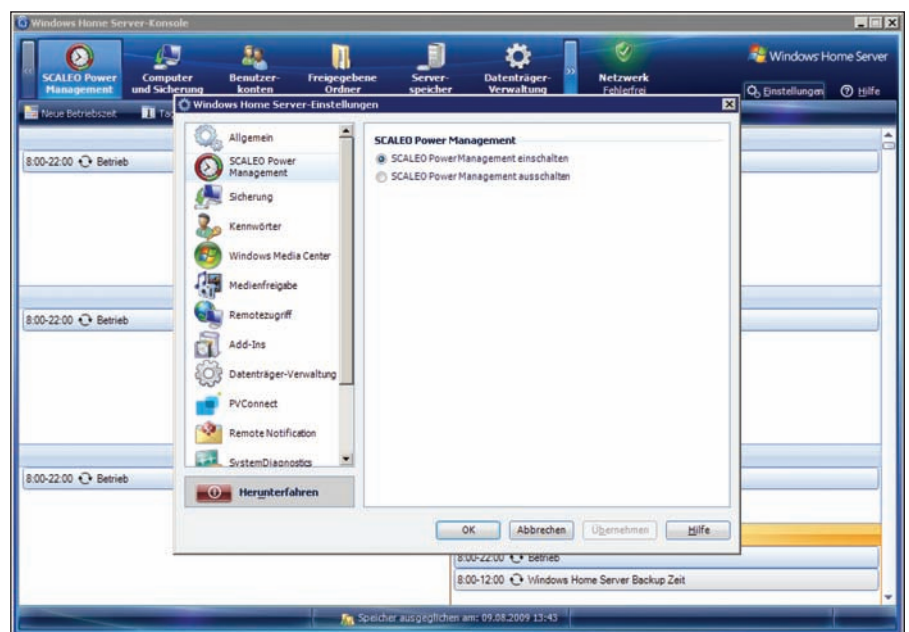 Windows Home Server-Konsole
SCALEO Power Management
Computer und Sicherung
Benutzer-konten
Freigegebene Ordner
Server-speicher
Datenträger-Verwaltung
Netzwerk Fehlerfrei
Windows Home Server
Einstellungen
Hilfe
Neue Betriebszeit
Windows Home Server-Einstellungen
Allgemein
SCALEO Power Management
Sicherung
Kennwörter
Windows Media Center
Medienfreigabe
Remotezugriff
Add-Ins
Datenträger-Verwaltung
PVConnect
Remote Notification
SystemDiagnostics
Herunterfahren
SCALEO Power Management
SCALEO PowerManagement einschalten
SCALEO PowerManagement ausschalten
OK
Abbrechen
Übernehmen
Hilfe
8:00-22:00 Betrieb
8:00-22:00 Betrieb
8:00-22:00 Betrieb
8:00-22:00 Betrieb
8:00-12:00 Windows Home Server Backup Zeit
Speicher ausgeglichen am: 09.08.2009 13:43